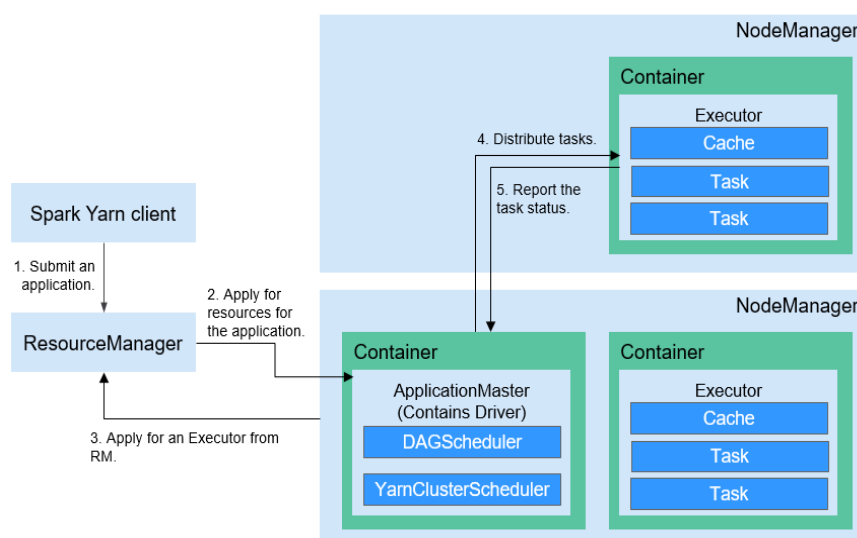 NodeManager
Container
Executor
Cache
Task
Task
4. Distribute tasks.
5. Report the
task status.
Spark Yarn client
1. Submit an
application.
2. Apply for
resources for
the application.
ResourceManager
3. Apply for an Executor from
RM.
NodeManager
Container
ApplicationMaster
(Contains Driver)
DAGScheduler
YarnClusterScheduler
Container
Executor
Cache
Task
Task